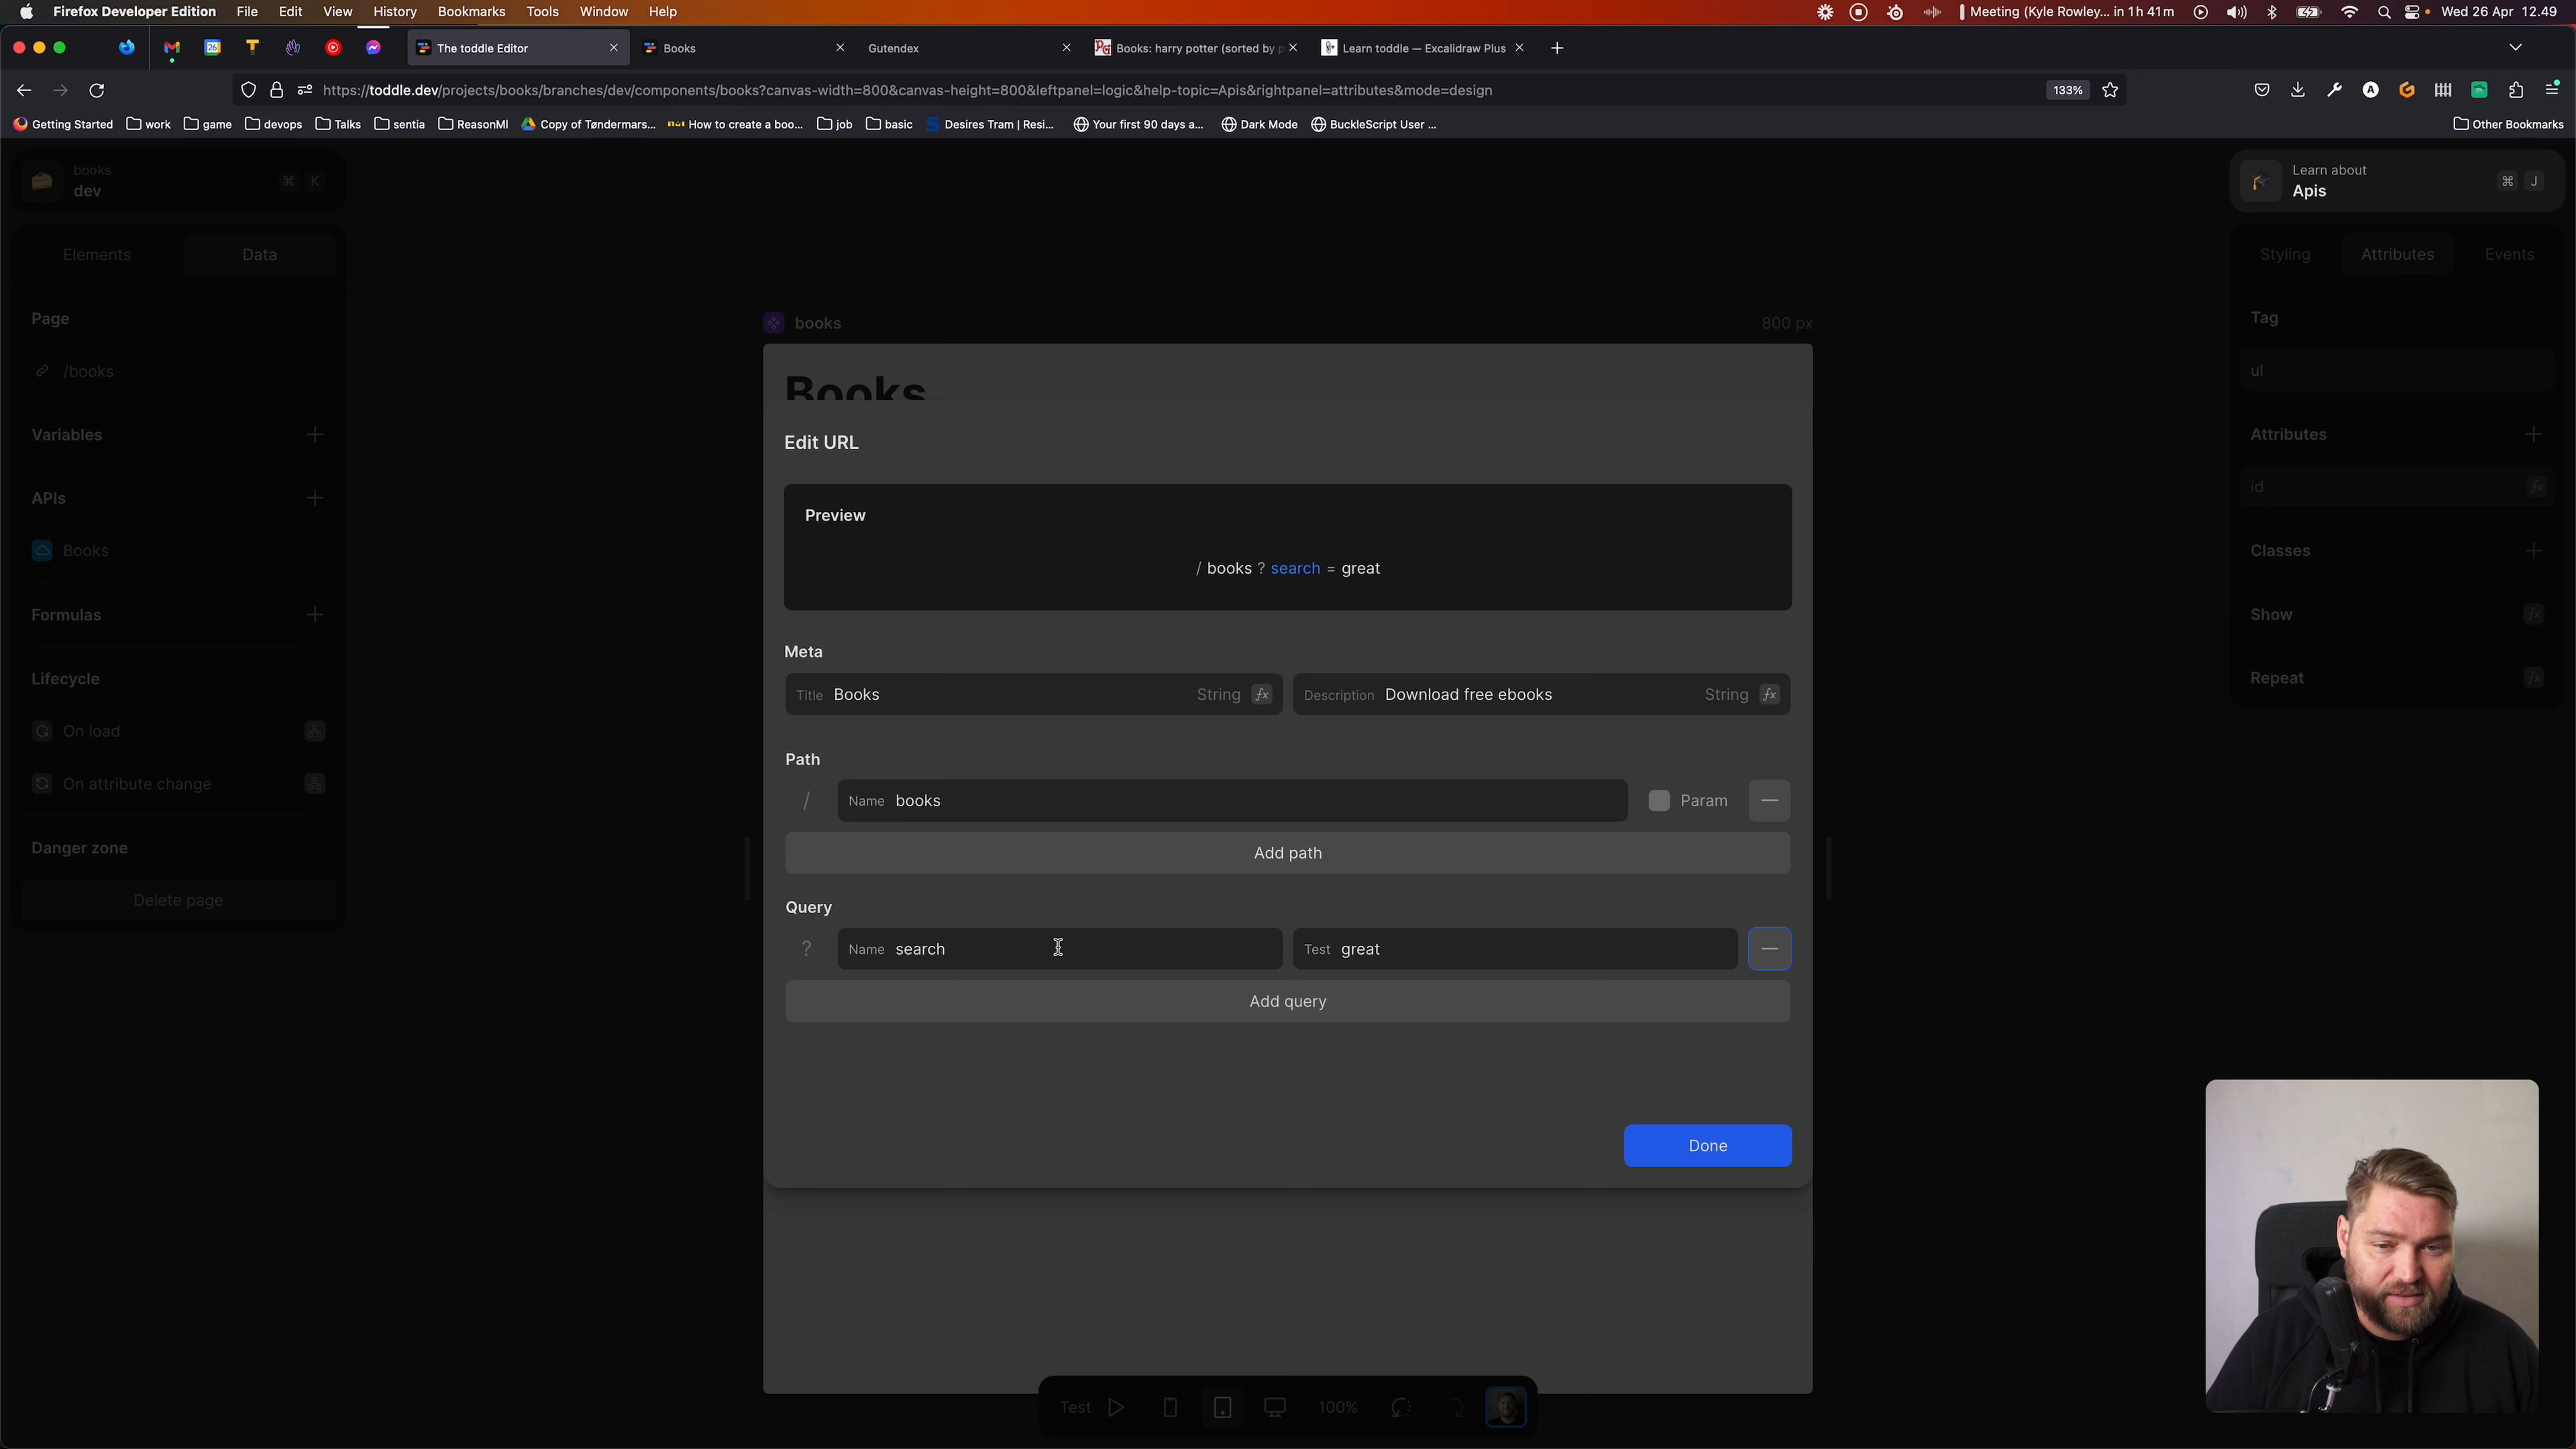 Firefox Developer Edition File Edit View History Bookmarks Tools Window Help Meeting (Kyle Rowley... in 1h 41m Wed 26 Apr 12.49
26 The toddle Editor Books Gutendex Books: harry potter (sorted by p Learn toddle — Excalidraw Plus
https://toddle.dev/projects/books/branches/dev/components/books?canvas-width=800&canvas-height=800&leftpanel=logic&help-topic=Apis&rightpanel=attributes&mode=design 133%
Getting Started work game devops Talks sentia ReasonMl Copy of Tøndermars... How to create a boo... job basic Desires Tram | Resi... Your first 90 days a... Dark Mode BuckleScript User ... Other Bookmarks
books
dev
⌘ K
Learn about
Apis
⌘ J
Elements Data
Page
/books
Variables
APIs
Books
Formulas
Lifecycle
On load
On attribute change
Danger zone
Delete page
books 800 px
Books
Edit URL
Preview
/ books ? search = great
Meta
Title Books String fx Description Download free ebooks String fx
Path
/ Name books Param
Add path
Query
? Name search Test great
Add query
Done
Styling Attributes Events
Tag
ul
Attributes
id fx
Classes
Show fx
Repeat fx
Test 100%